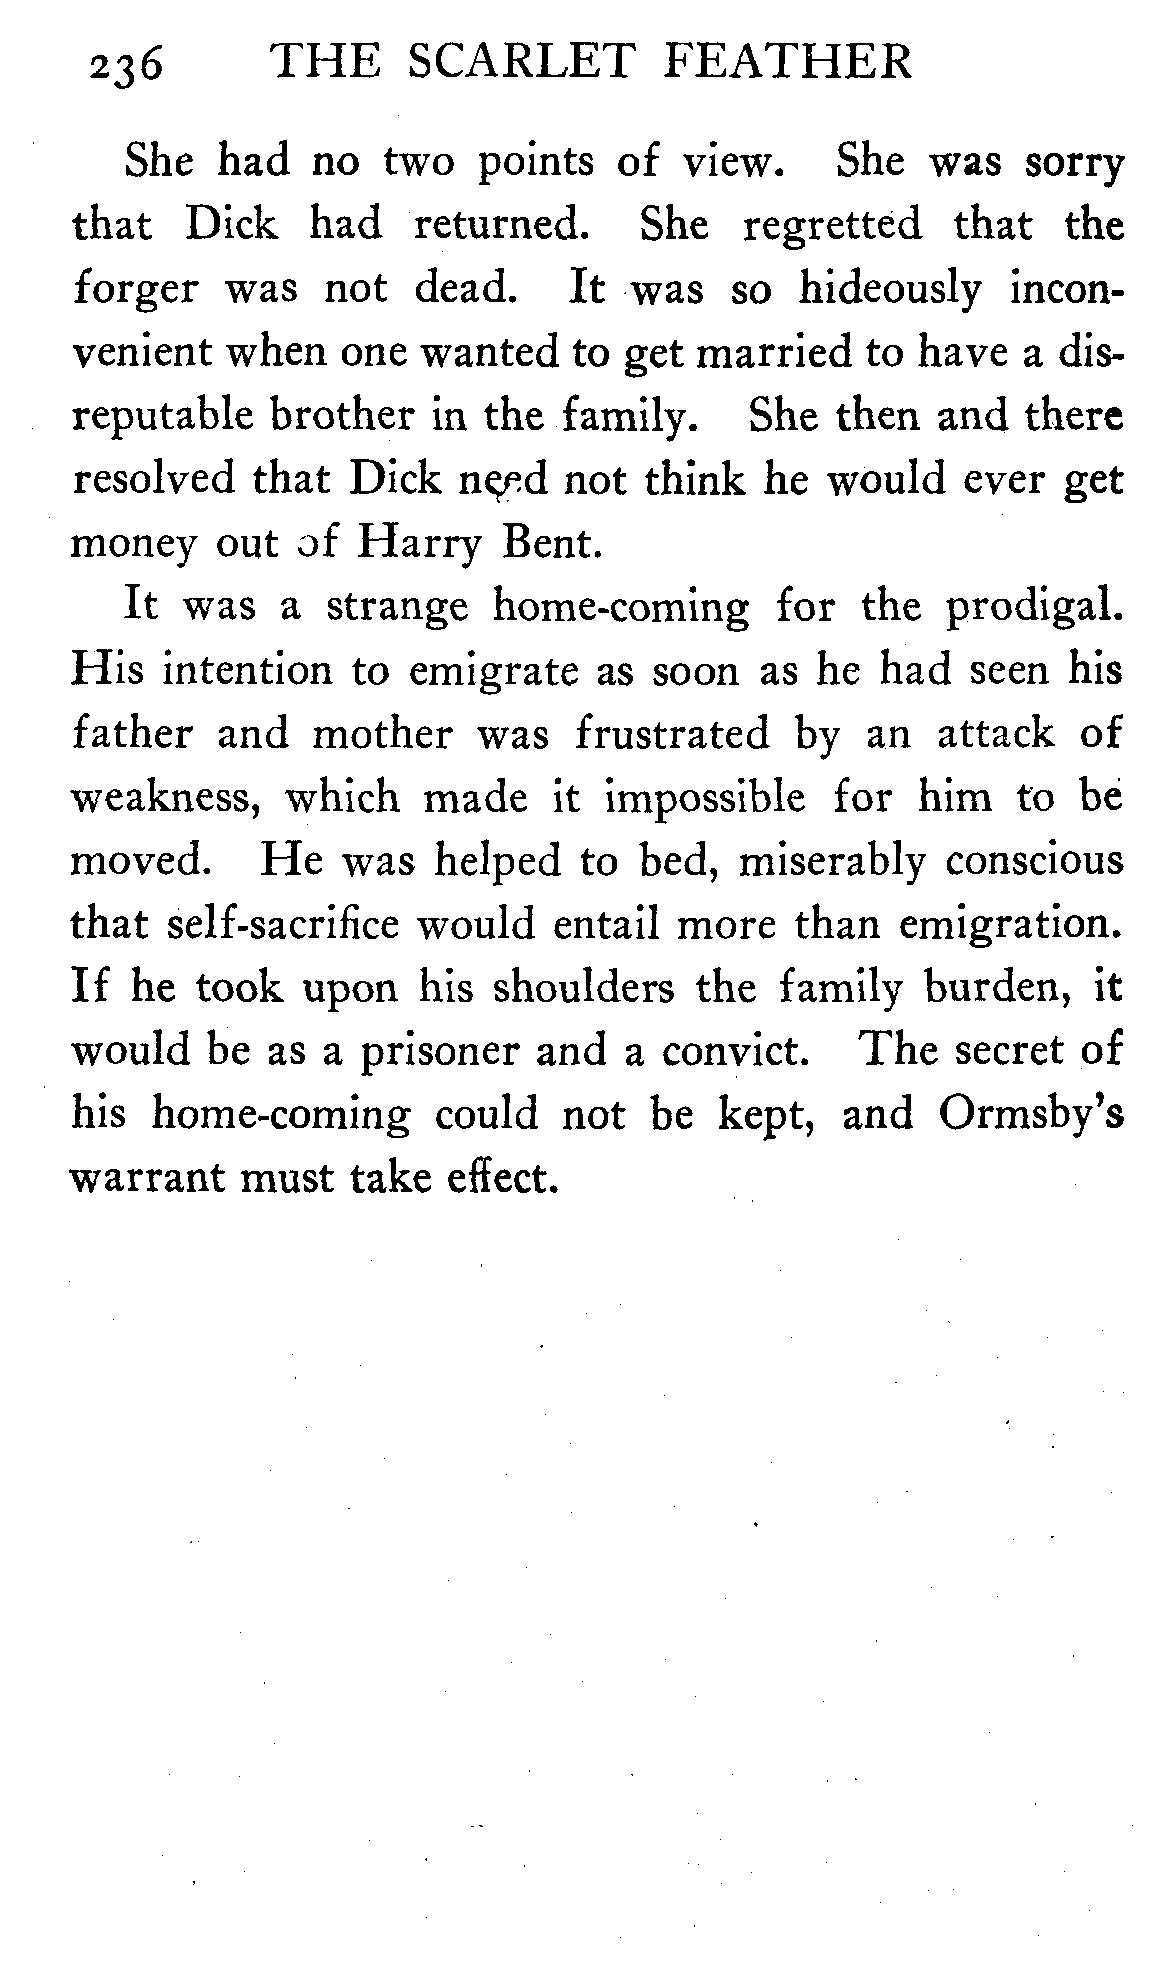 236 THE SCARLET FEATHER
She had no two points of view. She was sorry
that Dick had returned. She regretted that the
forger was not dead. It was so hideously incon-
venient when one wanted to get married to have a dis-
reputable brother in the family. She then and there
resolved that Dick need not think he would ever get
money out of Harry Bent.
It was a strange home-coming for the prodigal.
His intention to emigrate as soon as he had seen his
father and mother was frustrated by an attack of
weakness, which made it impossible for him to be
moved. He was helped to bed, miserably conscious
that self-sacrifice would entail more than emigration.
If he took upon his shoulders the family burden, it
would be as a prisoner and a convict. The secret of
his home-coming could not be kept, and Ormsby's
warrant must take effect.